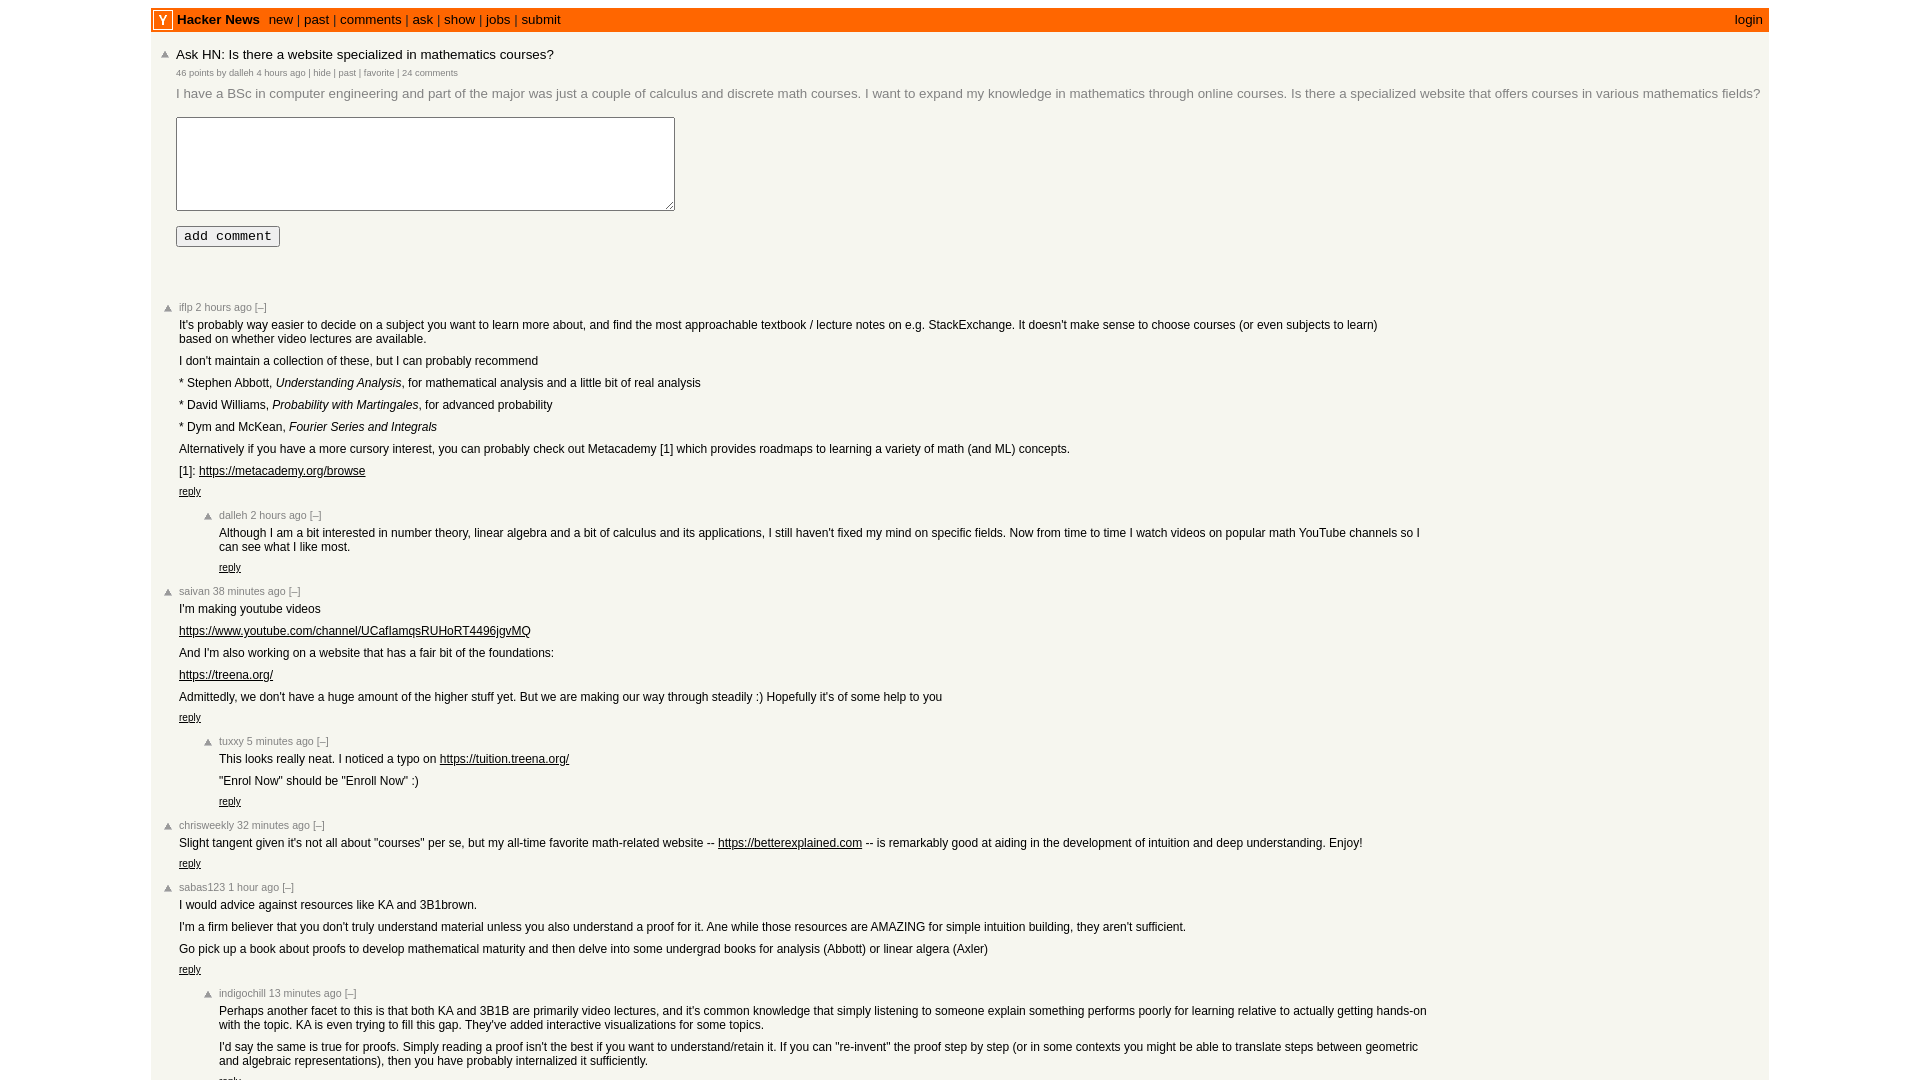 Y Hacker News new | past | comments | ask | show | jobs | submit login
Ask HN: Is there a website specialized in mathematics courses?
46 points by dalleh 4 hours ago | hide | past | favorite | 24 comments
I have a BSc in computer engineering and part of the major was just a couple of calculus and discrete math courses. I want to expand my knowledge in mathematics through online courses. Is there a specialized website that offers courses in various mathematics fields?
add comment
iflp 2 hours ago [–]
It's probably way easier to decide on a subject you want to learn more about, and find the most approachable textbook / lecture notes on e.g. StackExchange. It doesn't make sense to choose courses (or even subjects to learn)
based on whether video lectures are available.
I don't maintain a collection of these, but I can probably recommend
* Stephen Abbott, Understanding Analysis, for mathematical analysis and a little bit of real analysis
* David Williams, Probability with Martingales, for advanced probability
* Dym and McKean, Fourier Series and Integrals
Alternatively if you have a more cursory interest, you can probably check out Metacademy [1] which provides roadmaps to learning a variety of math (and ML) concepts.
[1]: https://metacademy.org/browse
reply
dalleh 2 hours ago [–]
Although I am a bit interested in number theory, linear algebra and a bit of calculus and its applications, I still haven't fixed my mind on specific fields. Now from time to time I watch videos on popular math YouTube channels so I
can see what I like most.
reply
saivan 38 minutes ago [–]
I'm making youtube videos
https://www.youtube.com/channel/UCafIamqsRUHoRT4496jgvMQ
And I'm also working on a website that has a fair bit of the foundations:
https://treena.org/
Admittedly, we don't have a huge amount of the higher stuff yet. But we are making our way through steadily :) Hopefully it's of some help to you
reply
tuxxy 5 minutes ago [–]
This looks really neat. I noticed a typo on https://tuition.treena.org/
"Enrol Now" should be "Enroll Now" :)
reply
chrisweekly 32 minutes ago [–]
Slight tangent given it's not all about "courses" per se, but my all-time favorite math-related website -- https://betterexplained.com -- is remarkably good at aiding in the development of intuition and deep understanding. Enjoy!
reply
sabas123 1 hour ago [–]
I would advice against resources like KA and 3B1brown.
I'm a firm believer that you don't truly understand material unless you also understand a proof for it. Ane while those resources are AMAZING for simple intuition building, they aren't sufficient.
Go pick up a book about proofs to develop mathematical maturity and then delve into some undergrad books for analysis (Abbott) or linear algera (Axler)
reply
indigochill 13 minutes ago [–]
Perhaps another facet to this is that both KA and 3B1B are primarily video lectures, and it's common knowledge that simply listening to someone explain something performs poorly for learning relative to actually getting hands-on
with the topic. KA is even trying to fill this gap. They've added interactive visualizations for some topics.
I'd say the same is true for proofs. Simply reading a proof isn't the best if you want to understand/retain it. If you can "re-invent" the proof step by step (or in some contexts you might be able to translate steps between geometric
and algebraic representations), then you have probably internalized it sufficiently.